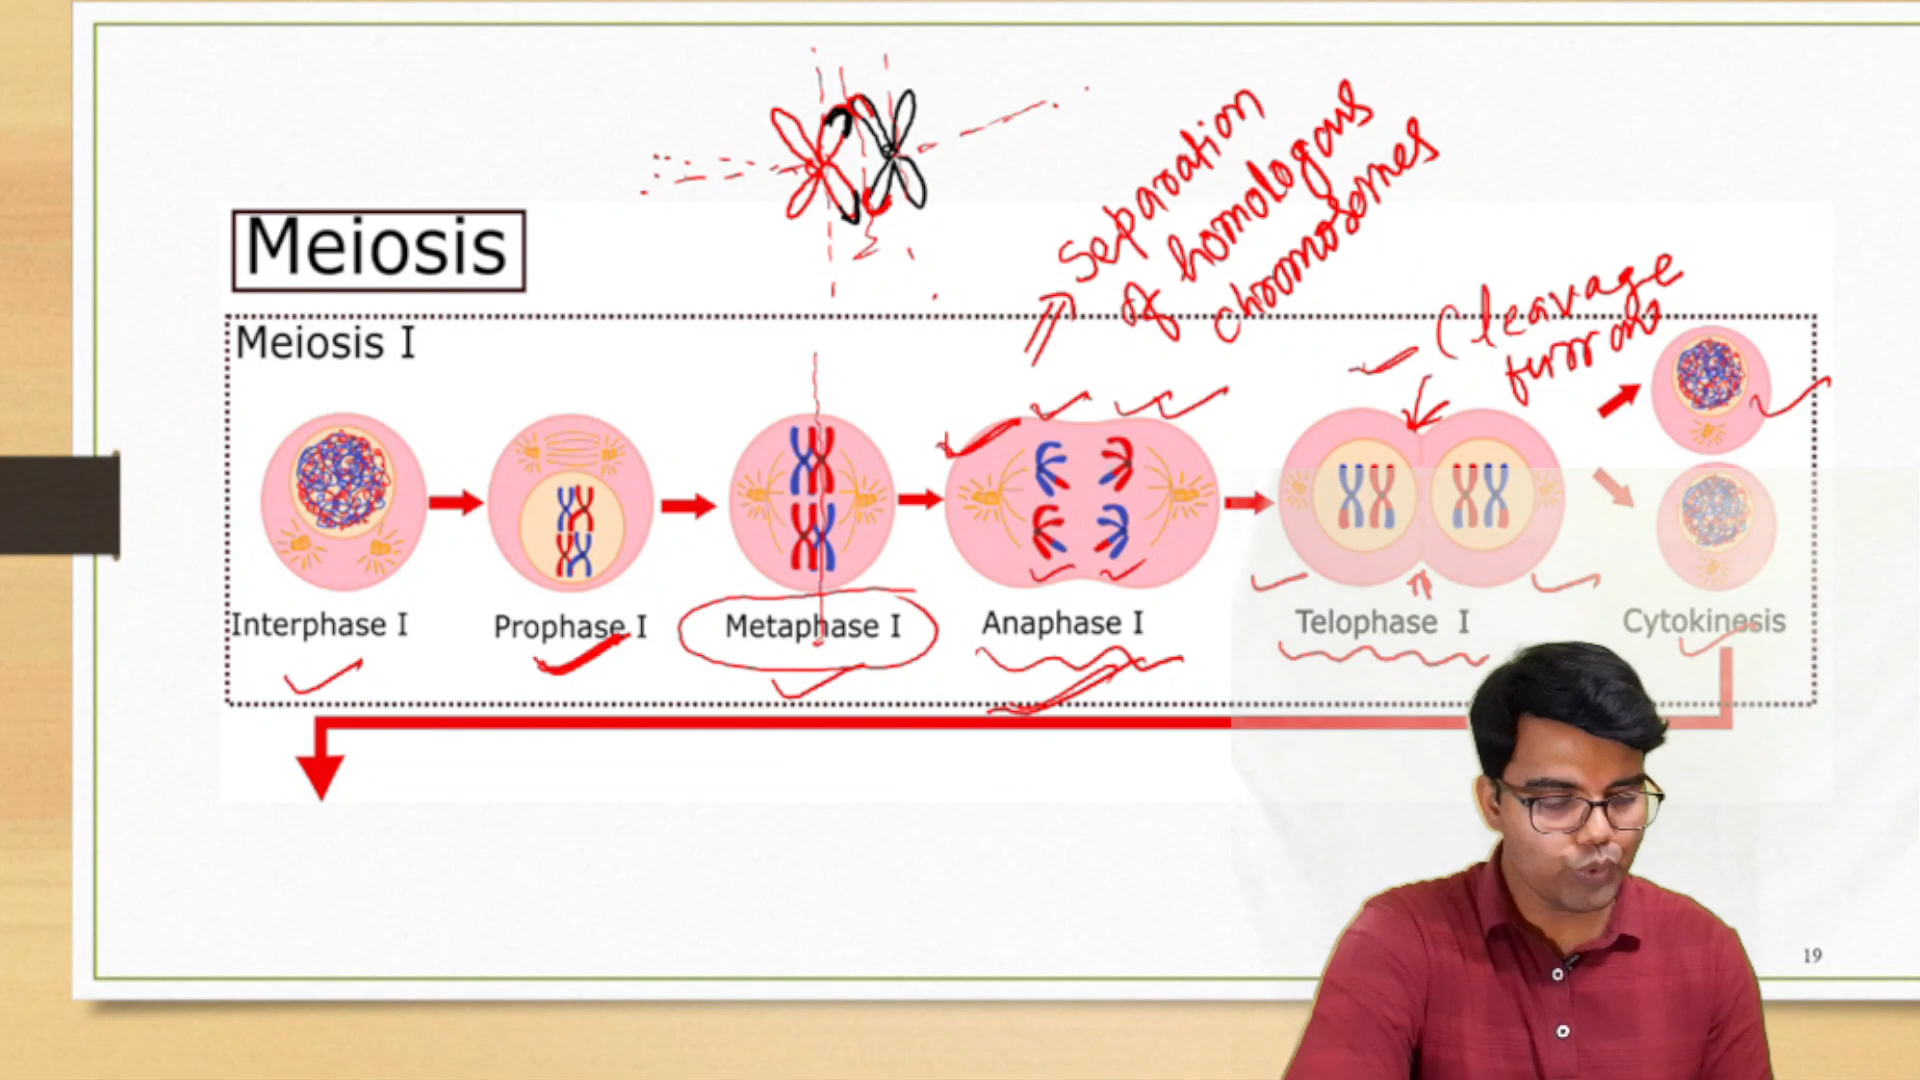 Separation
of homologous
chromosomes
Meiosis
Cleavage
furrow
Meiosis I
Interphase I
Prophase I
Metaphase I
Anaphase I
Telophase I
Cytokinesis
19